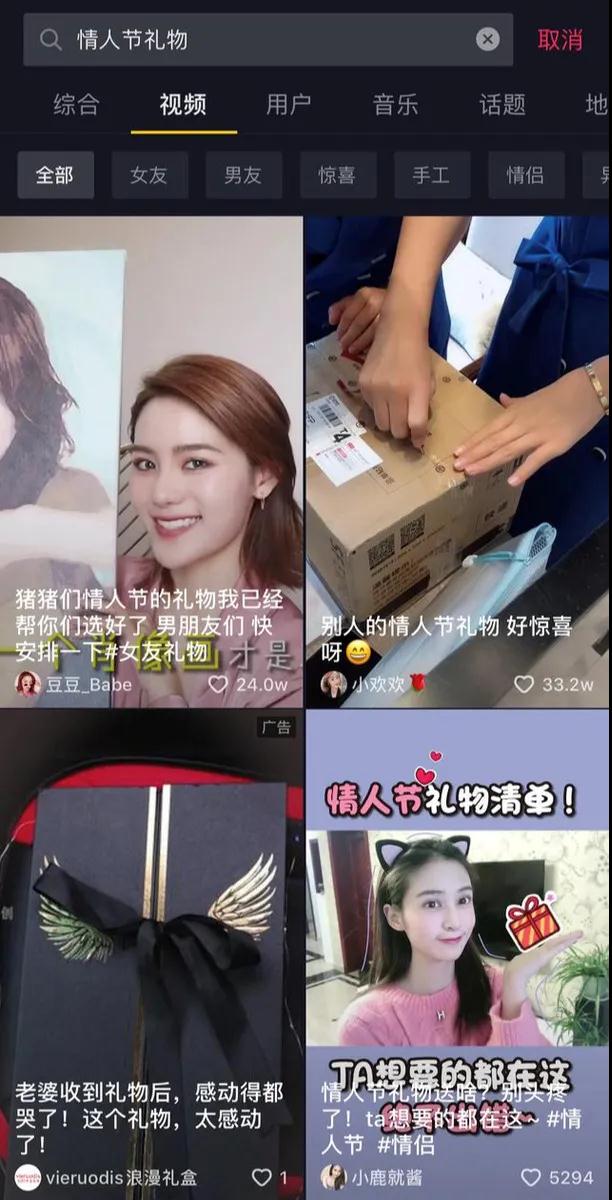 情人节礼物
取消
综合
视频
用户
音乐
话题
地
全部
女友
男友
惊喜
手工
情侣
猪猪们情人节的礼物我已经
帮你们选好了 男朋友们 快
安排一下#女友礼物
才是
豆豆_Babe
24.0w
T4
别人的情人节礼物 好惊喜
呀😄
小欢欢🌹
33.2w
广告
创
老婆收到礼物后，感动得都
哭了！这个礼物，太感动
了！
vieruodis浪漫礼盒
1
情人节礼物清单！
H
TA想要的都在这
情人节礼物送啥？别头疼
了！ta想要的都在这~ #情
人节 #情侣
小鹿就酱
5294